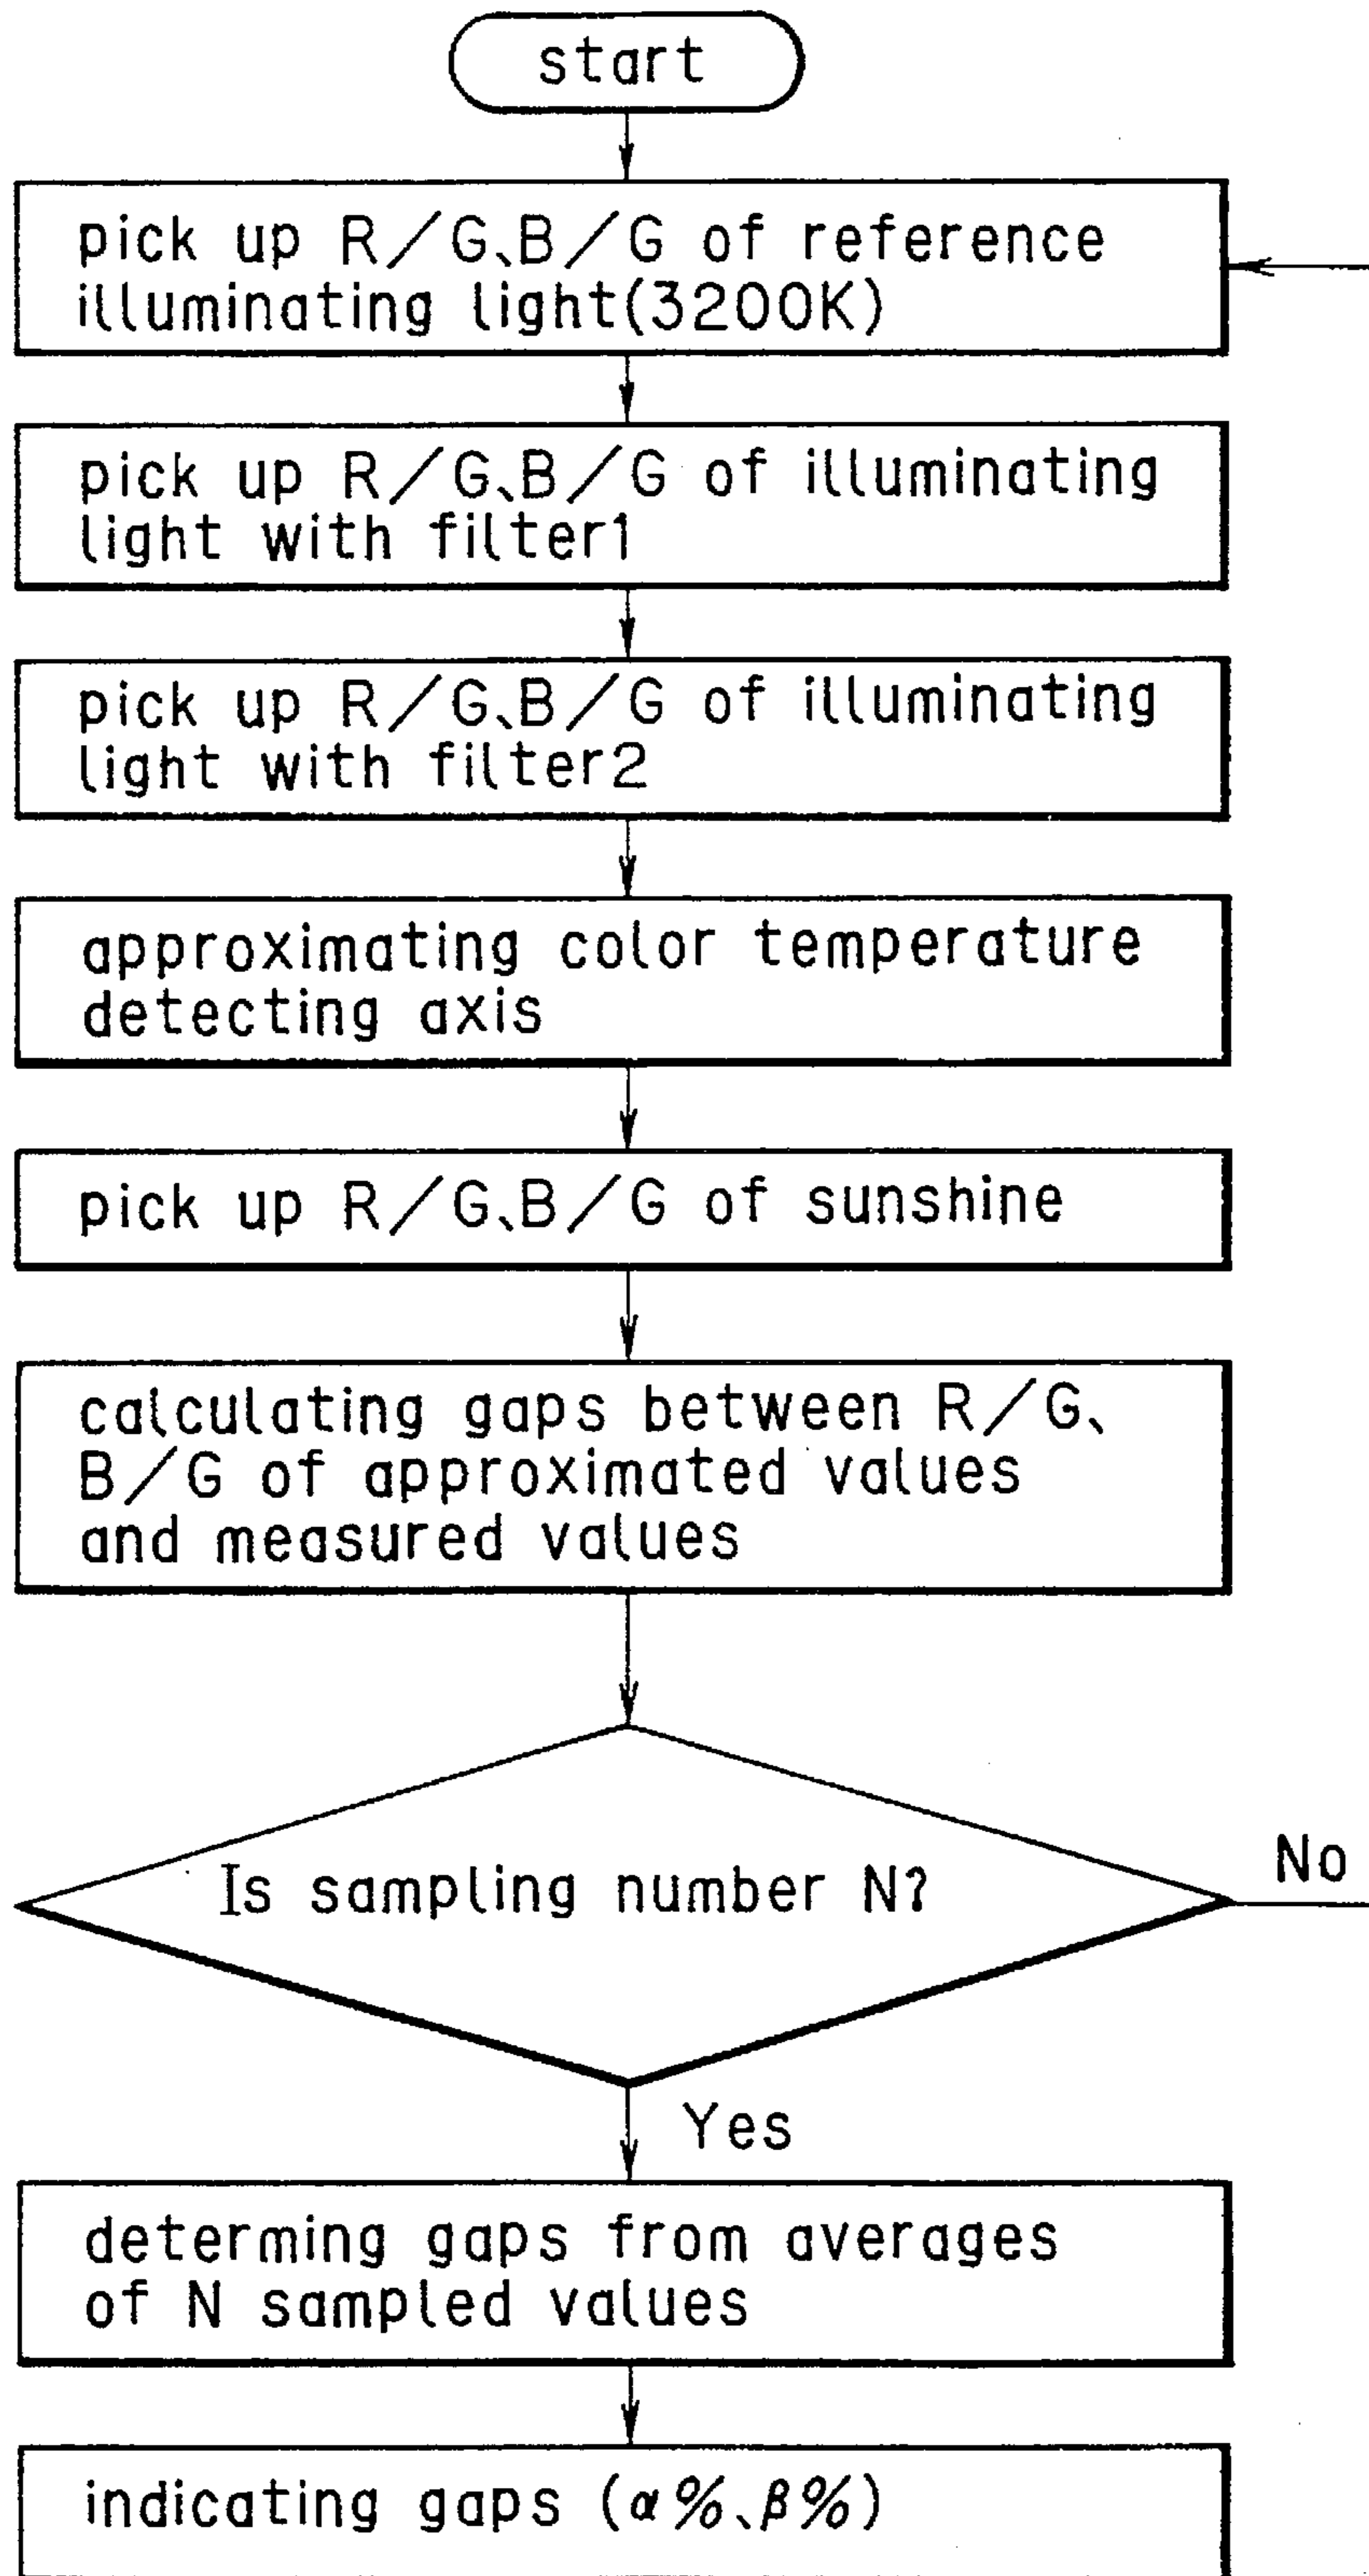 start
pick up R/G、B/G of reference
illuminating light(3200K)
pick up R/G、B/G of illuminating
light with filter1
pick up R/G、B/G of illuminating
light with filter2
approximating color temperature
detecting axis
pick up R/G、B/G of sunshine
calculating gaps between R/G、
B/G of approximated values
and measured values
Is sampling number N?
No
Yes
determing gaps from averages
of N sampled values
indicating gaps (α%、β%)